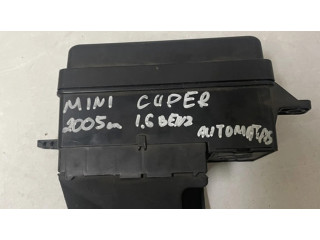 MINI CUPER
2005m 1.6 BENZ
AUTOMATAS